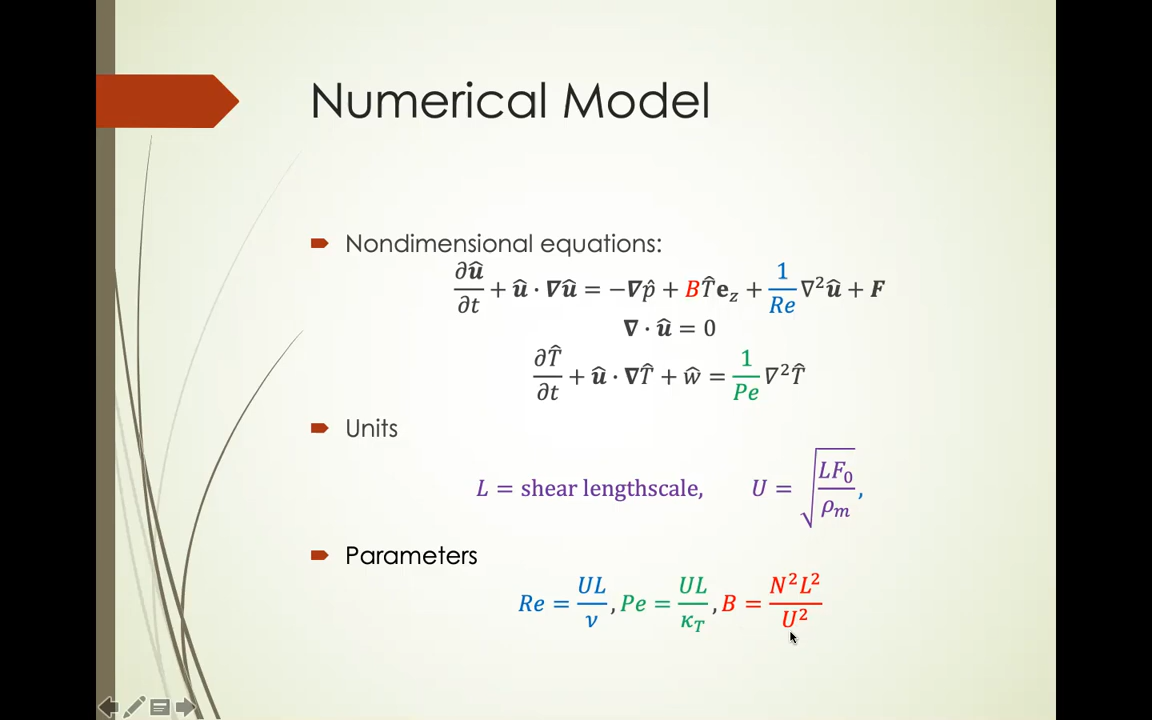 Numerical Model
Nondimensional equations:
∂û/∂t + û · ∇û = −∇p̂ + BT̂e_z + 1/Re ∇²û + F
∇ · û = 0
∂T̂/∂t + û · ∇T̂ + ŵ = 1/Pe ∇²T̂
Units
L = shear lengthscale, U = √(LF₀/ρ_m),
Parameters
Re = UL/ν, Pe = UL/κ_T, B = N²L²/U²